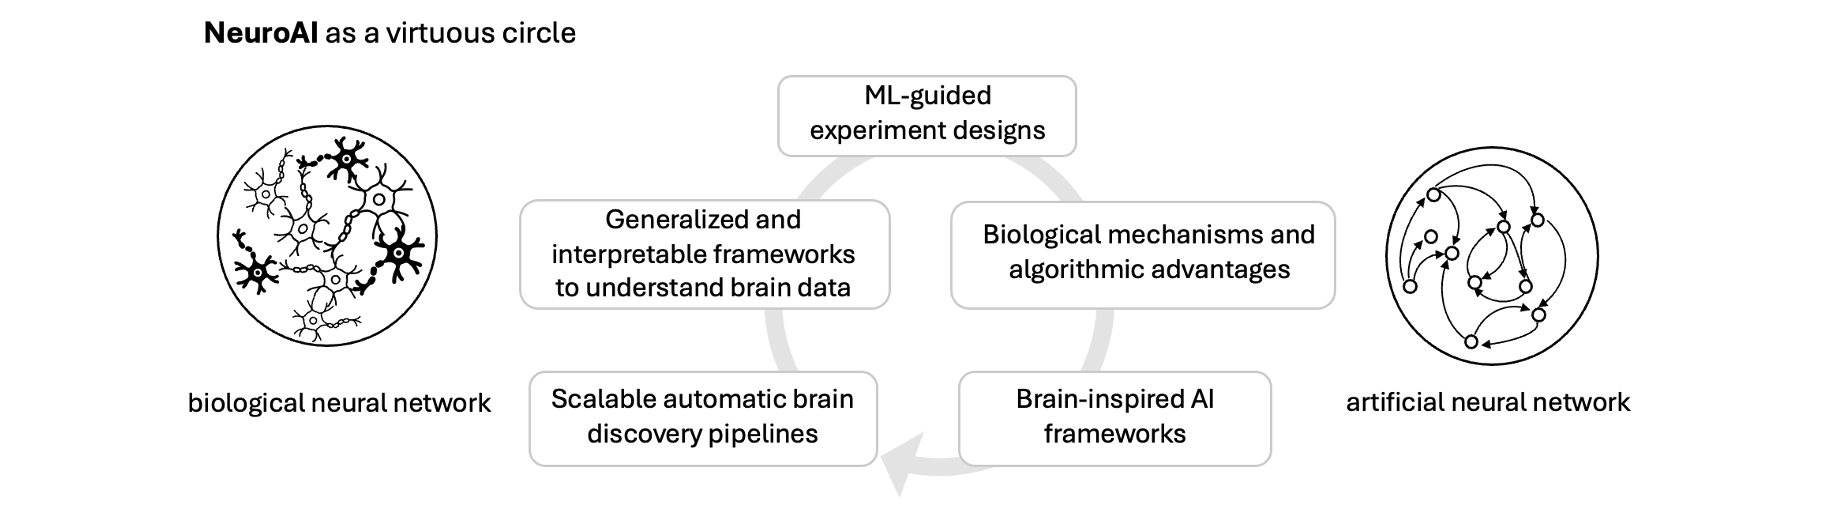 NeuroAI as a virtuous circle
ML-guided
experiment designs
Generalized and
interpretable frameworks
to understand brain data
Biological mechanisms and
algorithmic advantages
Scalable automatic brain
discovery pipelines
Brain-inspired AI
frameworks
biological neural network
artificial neural network